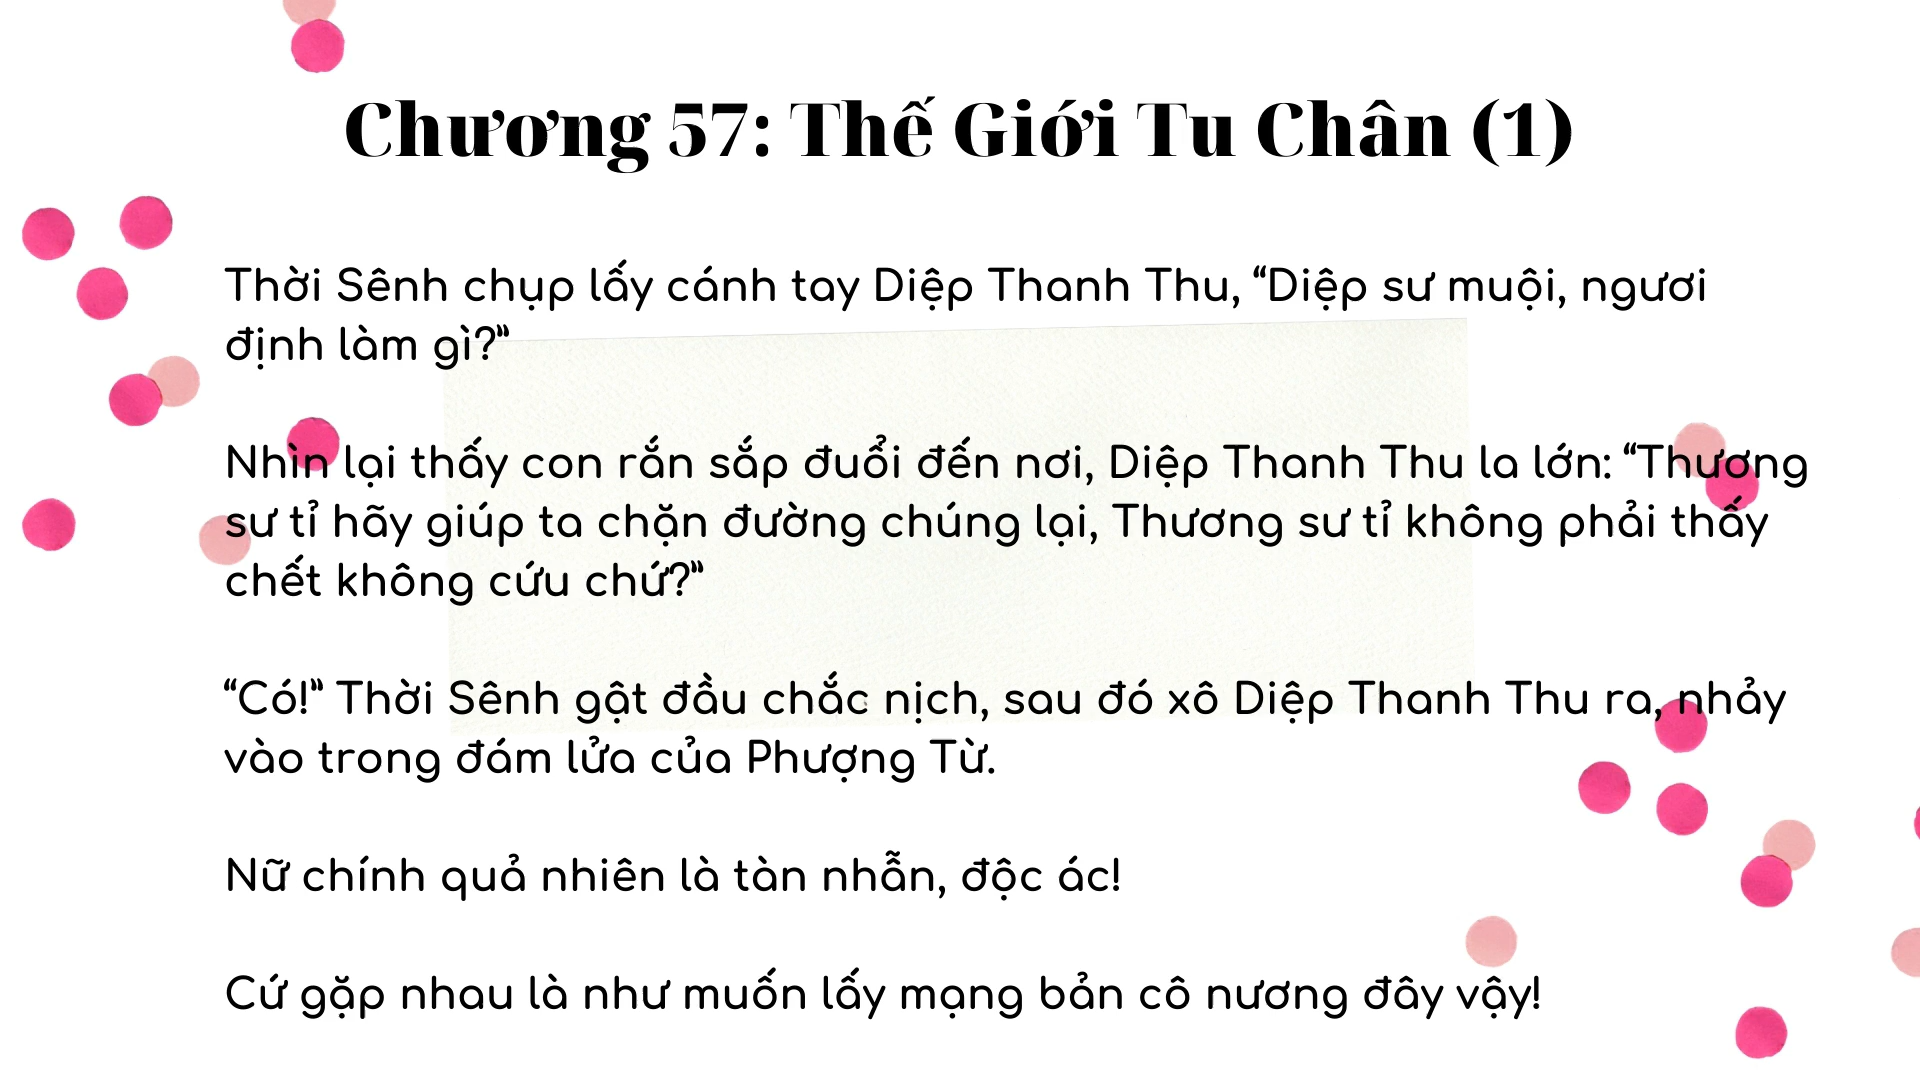 Chương 57: Thế Giới Tu Chân (1)
Thời Sênh chụp lấy cánh tay Diệp Thanh Thu, “Diệp sư muội, ngươi
định làm gì?”
Nhìn lại thấy con rắn sắp đuổi đến nơi, Diệp Thanh Thu la lớn: “Thương
sư tỉ hãy giúp ta chặn đường chúng lại, Thương sư tỉ không phải thấy
chết không cứu chứ?”
“Có!” Thời Sênh gật đầu chắc nịch, sau đó xô Diệp Thanh Thu ra, nhảy
vào trong đám lửa của Phượng Từ.
Nữ chính quả nhiên là tàn nhẫn, độc ác!
Cứ gặp nhau là như muốn lấy mạng bản cô nương đây vậy!